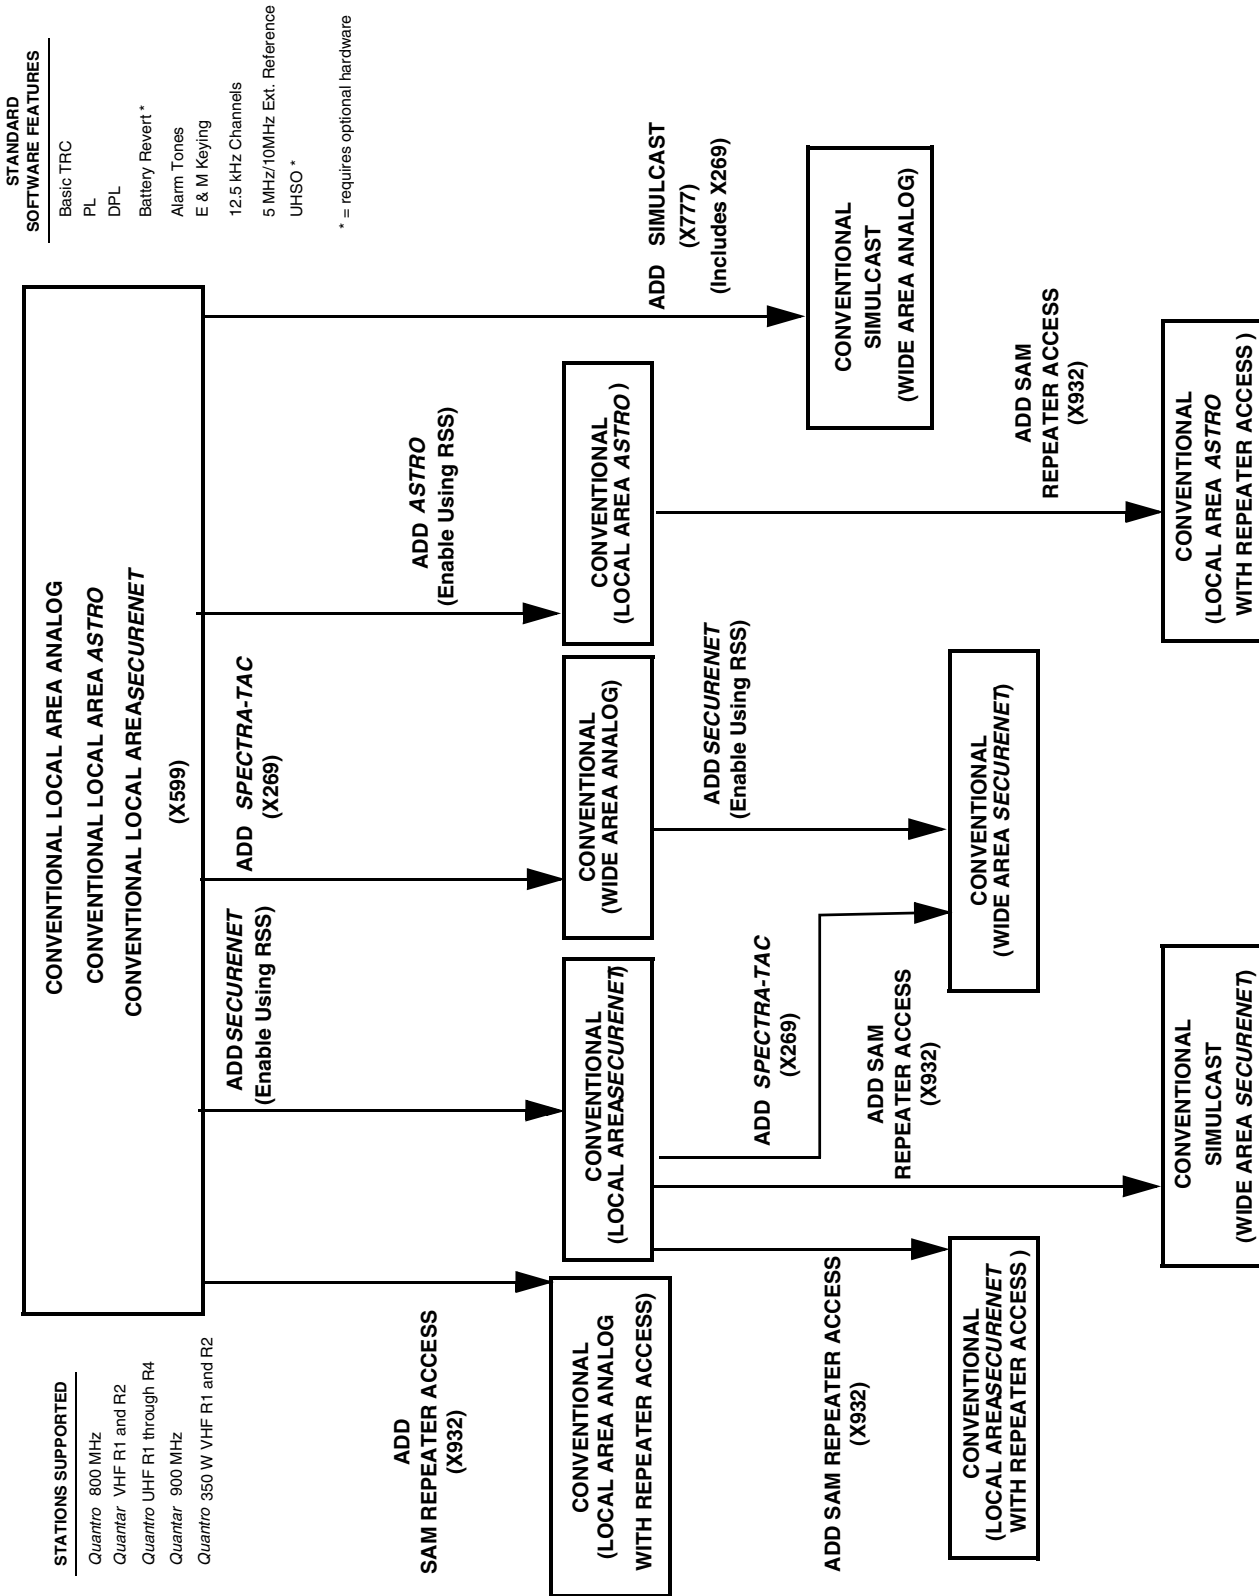 STATIONS SUPPORTED
Quantro 800 MHz
Quantar VHF R1 and R2
Quantro UHF R1 through R4
Quantar 900 MHz
Quantro 350 W VHF R1 and R2
CONVENTIONAL LOCAL AREA ANALOG
CONVENTIONAL LOCAL AREA ASTRO
CONVENTIONAL LOCAL AREA SECURENET
(X599)
STANDARD
SOFTWARE FEATURES
Basic TRC
PL
DPL
Battery Revert *
Alarm Tones
E & M Keying
12.5 kHz Channels
5 MHz/10MHz Ext. Reference
UHSO *
* = requires optional hardware
ADD
SAM REPEATER ACCESS
(X932)
ADD SECURENET
(Enable Using RSS)
ADD SPECTRA-TAC
(X269)
ADD ASTRO
(Enable Using RSS)
ADD SIMULCAST
(X777)
(Includes X269)
CONVENTIONAL
(LOCAL AREA ANALOG
WITH REPEATER ACCESS)
CONVENTIONAL
(LOCAL AREA SECURENET)
CONVENTIONAL
(WIDE AREA ANALOG)
CONVENTIONAL
(LOCAL AREA ASTRO)
CONVENTIONAL
SIMULCAST
(WIDE AREA ANALOG)
ADD SAM REPEATER ACCESS
(X932)
ADD SPECTRA-TAC
(X269)
ADD SAM
REPEATER ACCESS
(X932)
ADD SECURENET
(Enable Using RSS)
ADD SAM
REPEATER ACCESS
(X932)
CONVENTIONAL
(LOCAL AREA SECURENET
WITH REPEATER ACCESS)
CONVENTIONAL
(WIDE AREA SECURENET)
CONVENTIONAL
SIMULCAST
(WIDE AREA SECURENET)
CONVENTIONAL
(LOCAL AREA ASTRO
WITH REPEATER ACCESS)